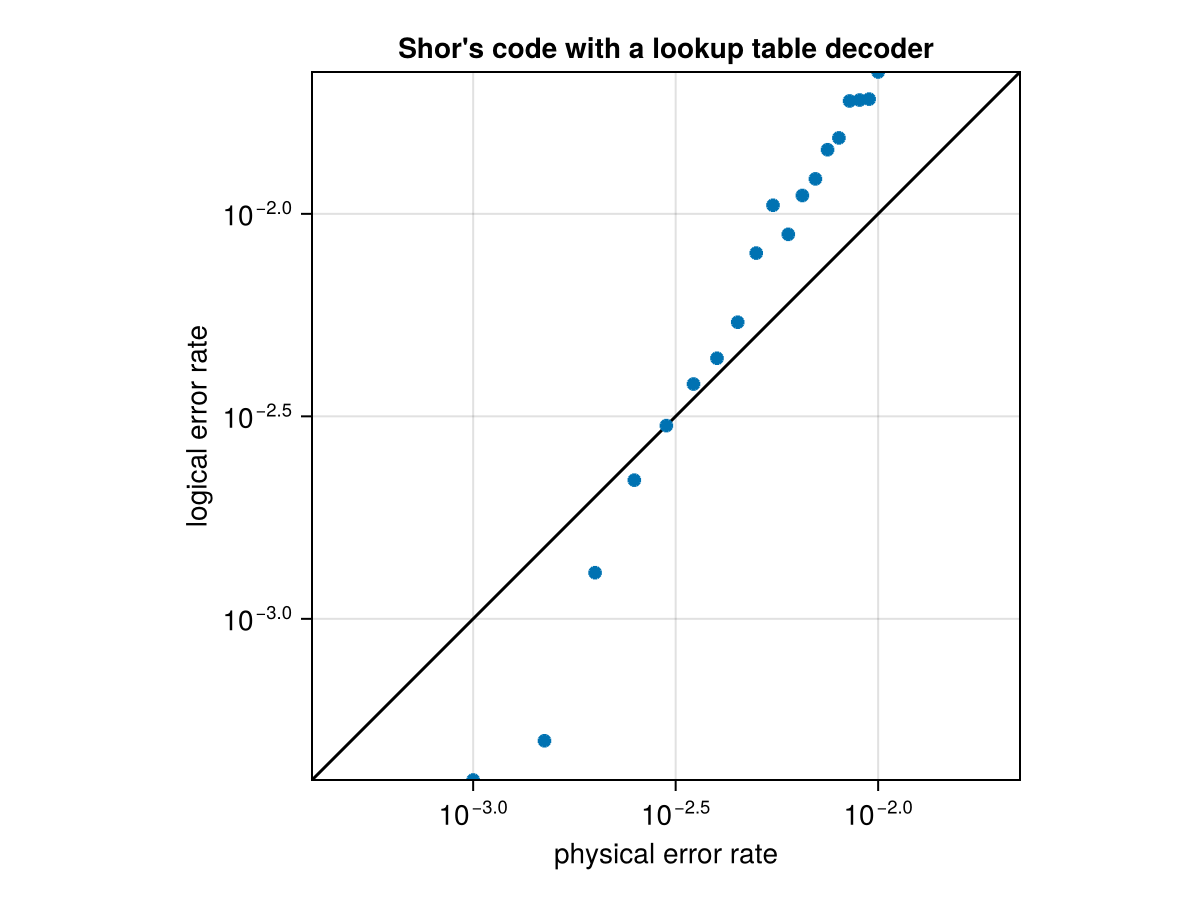 Shor's code with a lookup table decoder
10^−2.0
10^−2.5
10^−3.0
logical error rate
10^−3.0 10^−2.5 10^−2.0
physical error rate